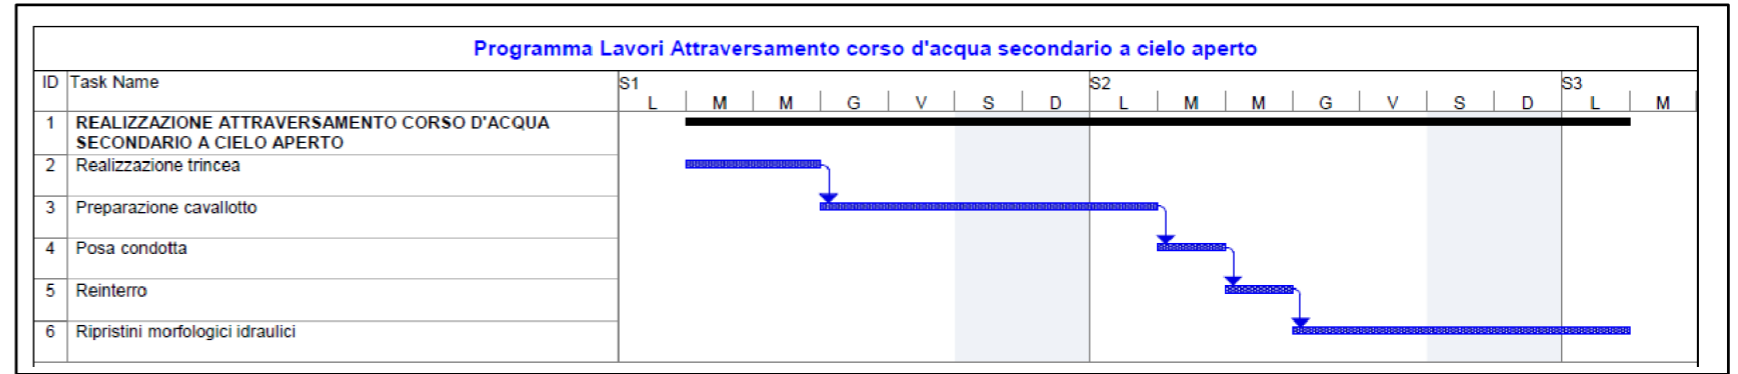 Programma Lavori Attraversamento corso d'acqua secondario a cielo aperto
ID Task Name S1 S2 S3
L M M G V S D L M M G V S D L M
1 REALIZZAZIONE ATTRAVERSAMENTO CORSO D'ACQUA
SECONDARIO A CIELO APERTO
2 Realizzazione trincea
3 Preparazione cavallotto
4 Posa condotta
5 Reinterro
6 Ripristini morfologici idraulici